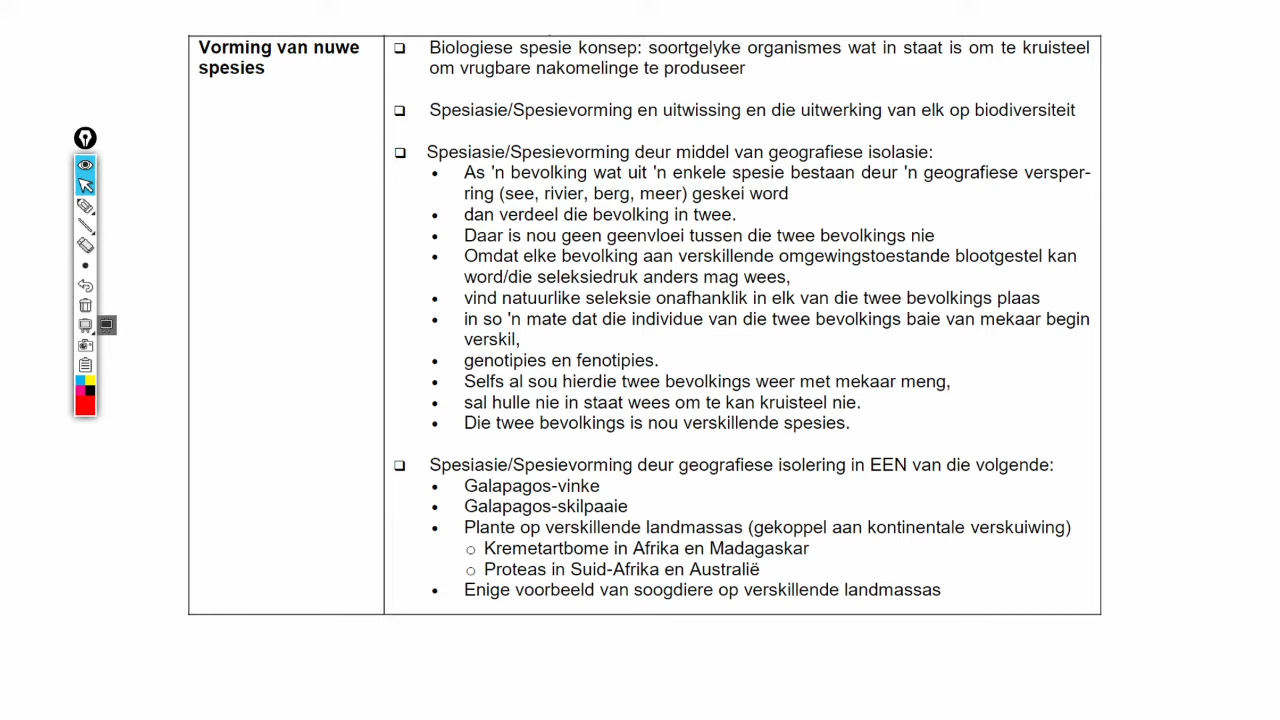 Vorming van nuwe
spesies
❑ Biologiese spesie konsep: soortgelyke organismes wat in staat is om te kruisteel
om vrugbare nakomelinge te produseer
❑ Spesiasie/Spesievorming en uitwissing en die uitwerking van elk op biodiversiteit
❑ Spesiasie/Spesievorming deur middel van geografiese isolasie:
• As 'n bevolking wat uit 'n enkele spesie bestaan deur 'n geografiese versper-
ring (see, rivier, berg, meer) geskei word
• dan verdeel die bevolking in twee.
• Daar is nou geen geenvloei tussen die twee bevolkings nie
• Omdat elke bevolking aan verskillende omgewingstoestande blootgestel kan
word/die seleksiedruk anders mag wees,
• vind natuurlike seleksie onafhanklik in elk van die twee bevolkings plaas
• in so 'n mate dat die individue van die twee bevolkings baie van mekaar begin
verskil,
• genotipies en fenotipies.
• Selfs al sou hierdie twee bevolkings weer met mekaar meng,
• sal hulle nie in staat wees om te kan kruisteel nie.
• Die twee bevolkings is nou verskillende spesies.
❑ Spesiasie/Spesievorming deur geografiese isolering in EEN van die volgende:
• Galapagos-vinke
• Galapagos-skilpaaie
• Plante op verskillende landmassas (gekoppel aan kontinentale verskuiwing)
o Kremetartbome in Afrika en Madagaskar
o Proteas in Suid-Afrika en Australië
• Enige voorbeeld van soogdiere op verskillende landmassas